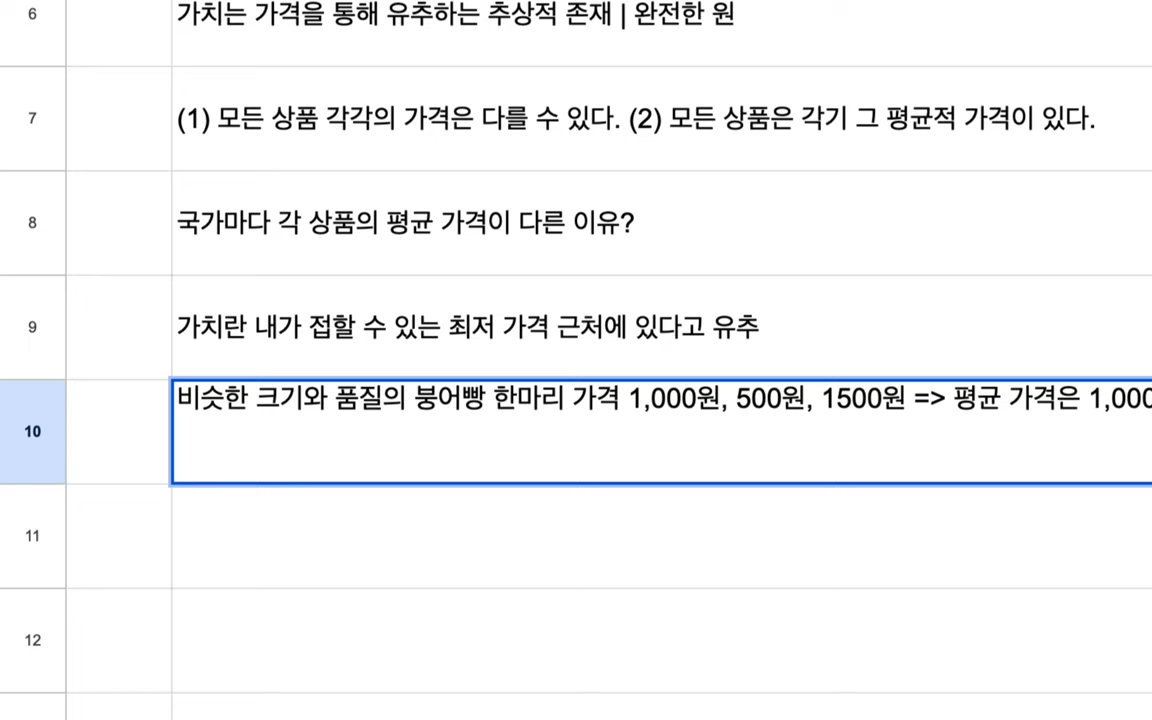 6
가치는 가격을 통해 유추하는 추상적 존재 | 완전한 원
7
(1) 모든 상품 각각의 가격은 다를 수 있다. (2) 모든 상품은 각기 그 평균적 가격이 있다.
8
국가마다 각 상품의 평균 가격이 다른 이유?
9
가치란 내가 접할 수 있는 최저 가격 근처에 있다고 유추
10
비슷한 크기와 품질의 붕어빵 한마리 가격 1,000원, 500원, 1500원 => 평균 가격은 1,000
11
12